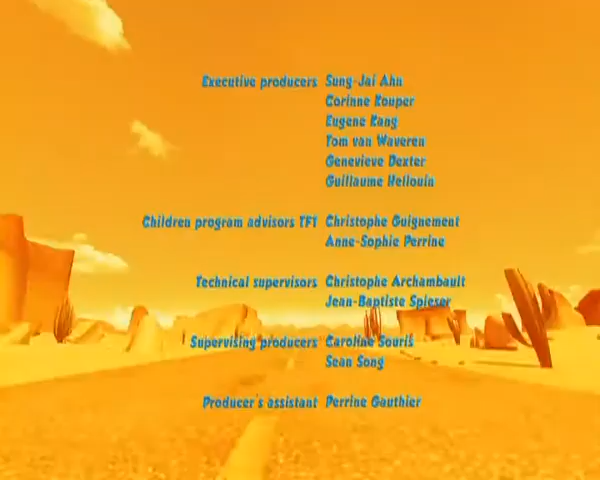 Executive producers Sung-Jai Ahn
Corinne Kouper
Eugene Kang
Tom van Waveren
Genevieve Dexter
Guillaume Hellouin
Children program advisors TF1 Christophe Guignement
Anne-Sophie Perrine
Technical supervisors Christophe Archambault
Jean-Baptiste Spieser
Supervising producers Caroline Souris
Sean Song
Producer's assistant Perrine Gauthier